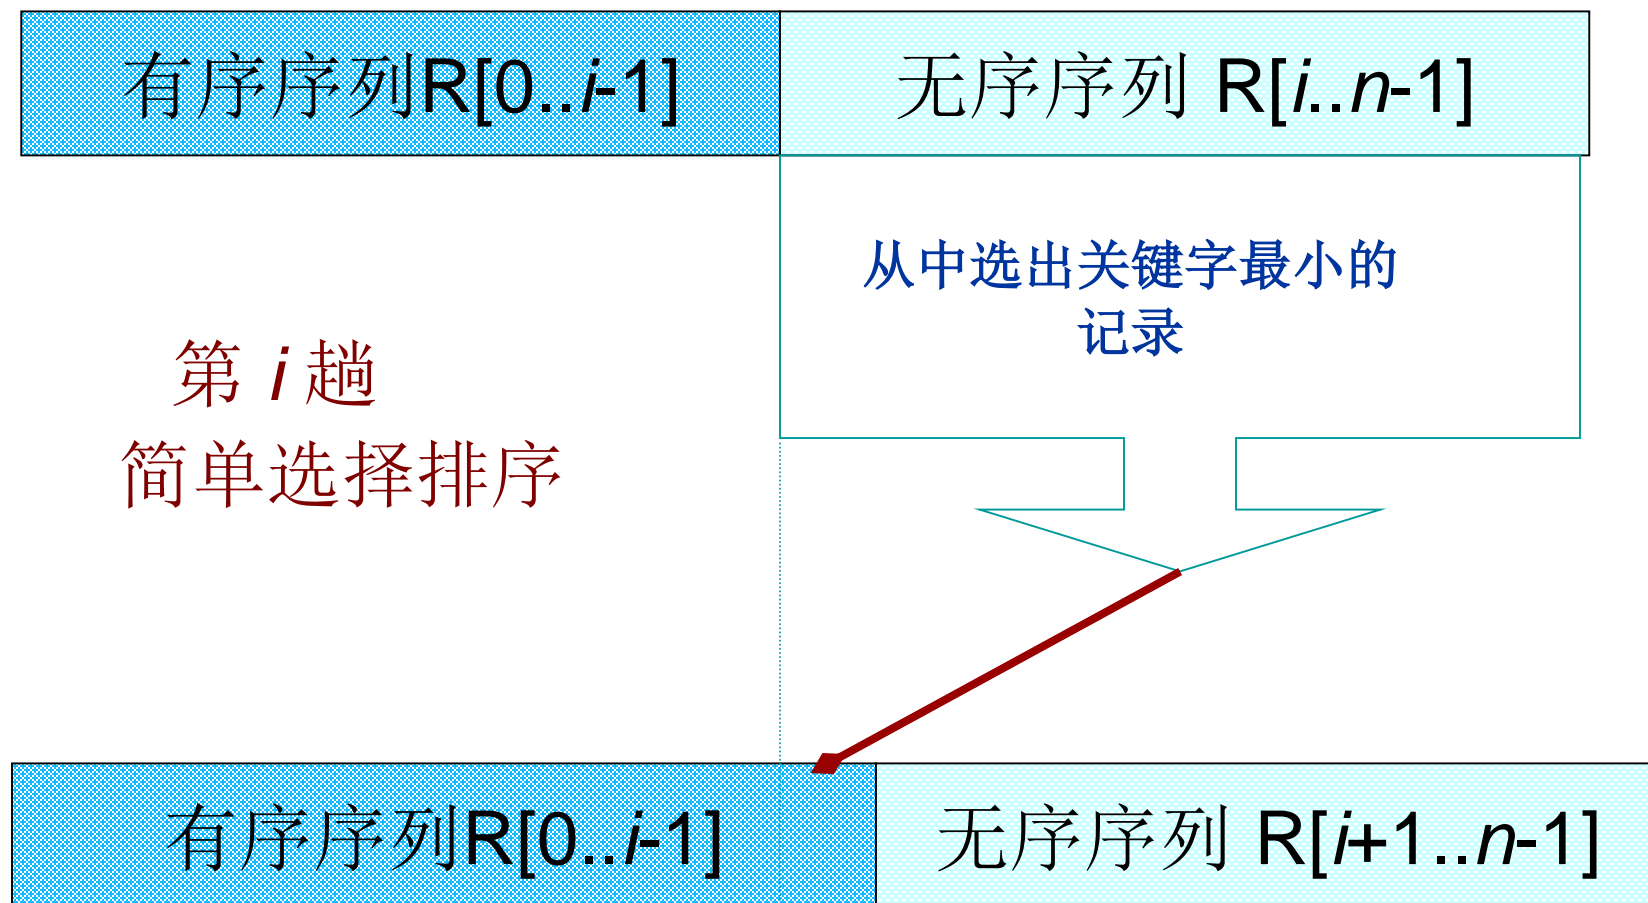 有序序列R[0..i-1]
无序序列 R[i..n-1]
从中选出关键字最小的
记录
第 i 趟
简单选择排序
有序序列R[0..i-1]
无序序列 R[i+1..n-1]